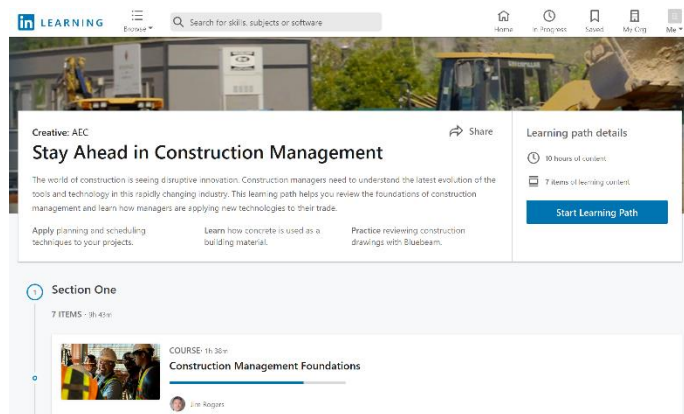 in LEARNING
Browse
Search for skills, subjects or software
Home
In Progress
Saved
My Org
Me
CATERPILLAR
Creative: AEC
Share
Stay Ahead in Construction Management
The world of construction is seeing disruptive innovation. Construction managers need to understand the latest evolution of the
tools and technology in this rapidly changing industry. This learning path helps you review the foundations of construction
management and learn how managers are applying new technologies to their trade.
Apply planning and scheduling
techniques to your projects.
Learn how concrete is used as a
building material.
Practice reviewing construction
drawings with Bluebeam.
Learning path details
10 hours of content
7 items of learning content
Start Learning Path
1
Section One
7 ITEMS · 9h 43m
COURSE · 1h 38m
Construction Management Foundations
Jim Rogers